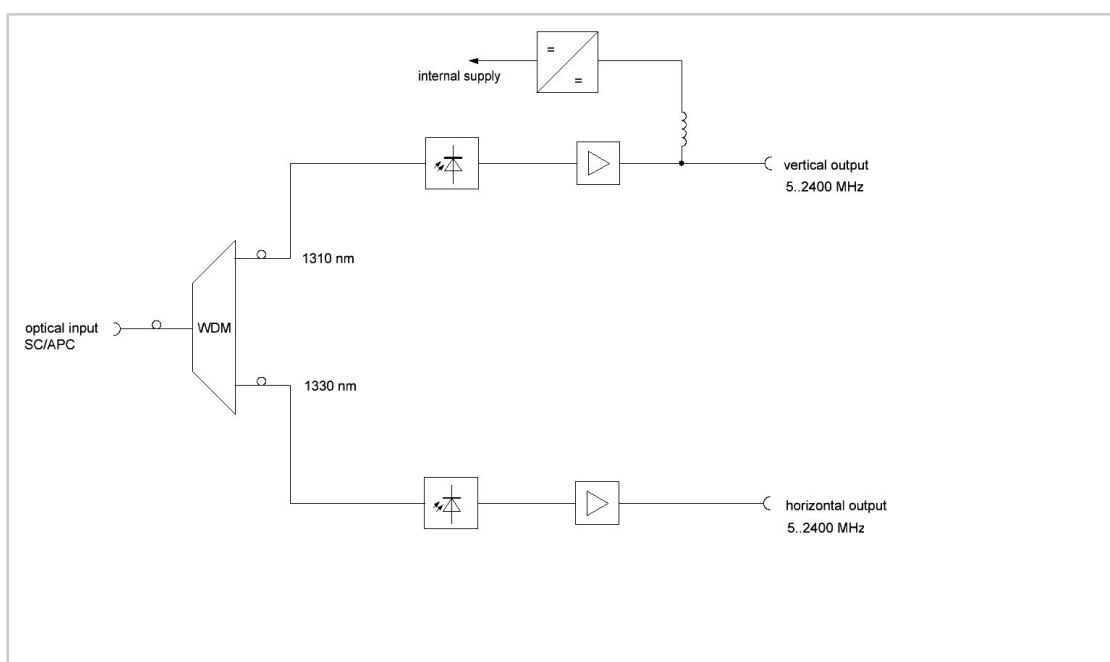 =
=
internal supply
vertical output
5..2400 MHz
1310 nm
optical input
SC/APC
WDM
1330 nm
horizontal output
5..2400 MHz